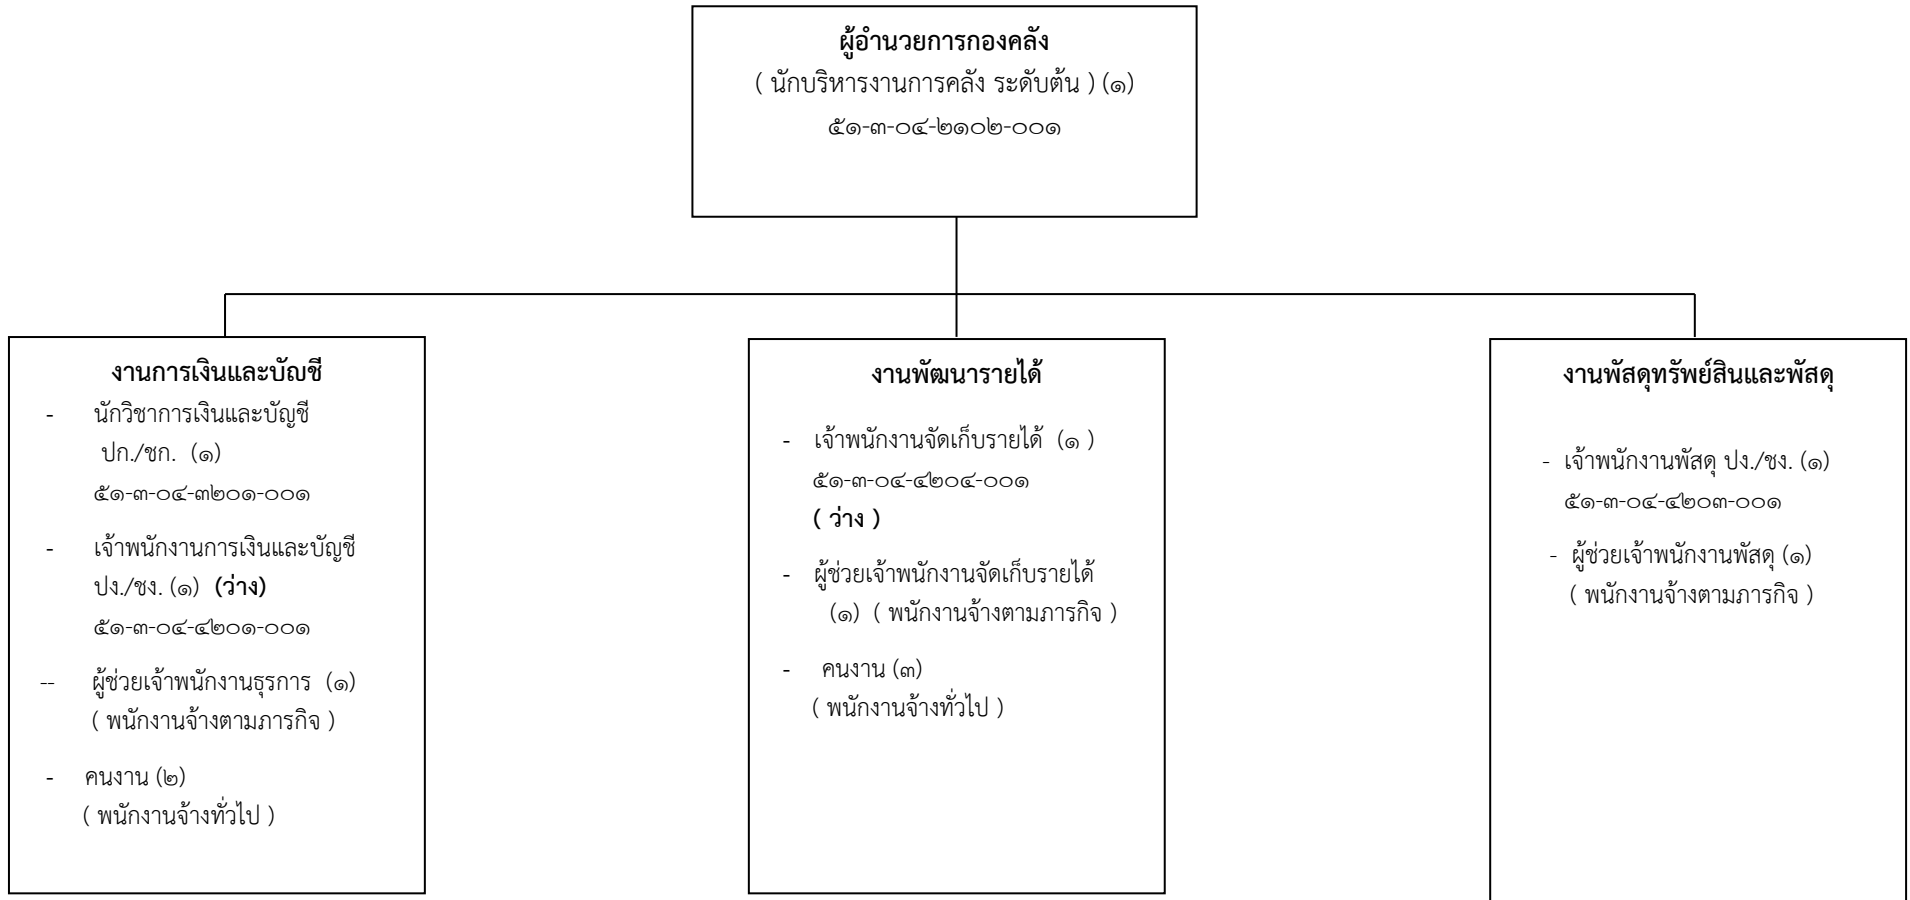 ผู้อำนวยการกองคลัง
( นักบริหารงานการคลัง ระดับต้น ) (๑)
๕๑-๓-๐๔-๒๑๐๒-๐๐๑
งานการเงินและบัญชี
- นักวิชาการเงินและบัญชี
ปก./ชก. (๑)
๕๑-๓-๐๔-๓๒๐๑-๐๐๑
- เจ้าพนักงานการเงินและบัญชี
ปง./ชง. (๑) (ว่าง)
๕๑-๓-๐๔-๔๒๐๑-๐๐๑
-- ผู้ช่วยเจ้าพนักงานธุรการ (๑)
( พนักงานจ้างตามภารกิจ )
- คนงาน (๒)
( พนักงานจ้างทั่วไป )
งานพัฒนารายได้
- เจ้าพนักงานจัดเก็บรายได้ (๑ )
๕๑-๓-๐๔-๔๒๐๔-๐๐๑
( ว่าง )
- ผู้ช่วยเจ้าพนักงานจัดเก็บรายได้
(๑) ( พนักงานจ้างตามภารกิจ )
- คนงาน (๓)
( พนักงานจ้างทั่วไป )
งานพัสดุทรัพย์สินและพัสดุ
- เจ้าพนักงานพัสดุ ปง./ชง. (๑)
๕๑-๓-๐๔-๔๒๐๓-๐๐๑
- ผู้ช่วยเจ้าพนักงานพัสดุ (๑)
( พนักงานจ้างตามภารกิจ )